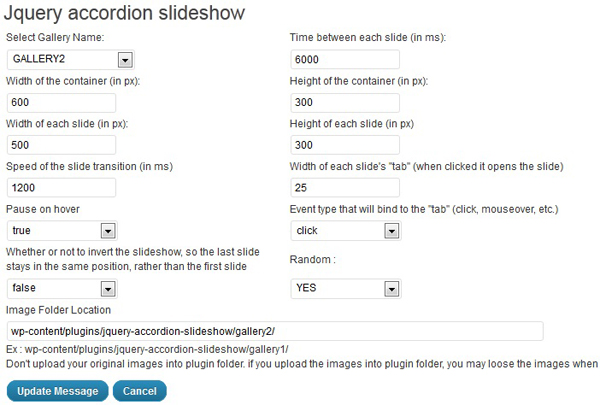 Jquery accordion slideshow
Select Gallery Name:
GALLERY2
Time between each slide (in ms):
6000
Width of the container (in px):
600
Height of the container (in px):
300
Width of each slide (in px):
500
Height of each slide (in px)
300
Speed of the slide transition (in ms)
1200
Width of each slide's "tab" (when clicked it opens the slide)
25
Pause on hover
true
Event type that will bind to the "tab" (click, mouseover, etc.)
click
Whether or not to invert the slideshow, so the last slide
stays in the same position, rather than the first slide
false
Random :
YES
Image Folder Location
wp-content/plugins/jquery-accordion-slideshow/gallery2/
Ex : wp-content/plugins/jquery-accordion-slideshow/gallery1/
Don't upload your original images into plugin folder. if you upload the images into plugin folder, you may loose the images when
Update Message
Cancel